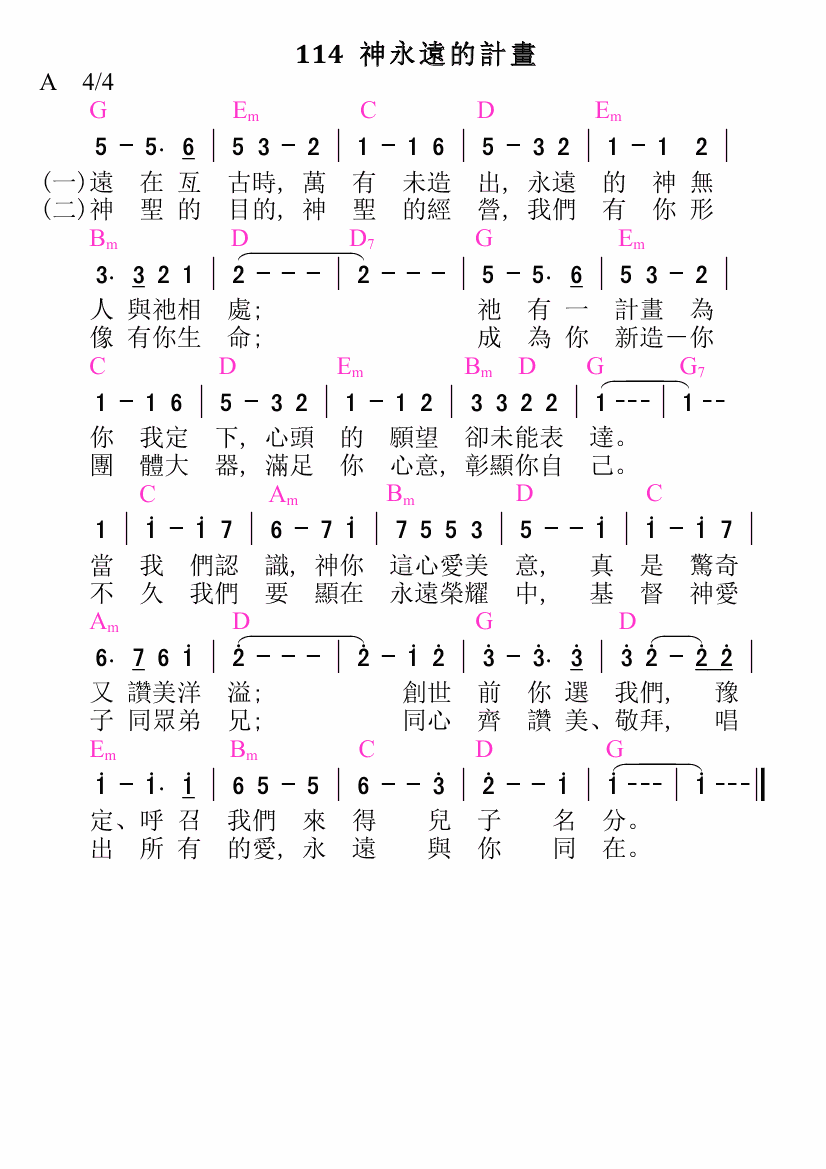 114 神永遠的計畫
A 4/4
G Em C D Em
5 - 5. 6 | 5 3 - 2 | 1 - 1 6 | 5 - 3 2 | 1 - 1 2 |
(一)遠 在 亙 古時, 萬 有 未造 出, 永遠 的 神 無
(二)神 聖 的 目的, 神 聖 的經 營, 我們 有 你 形
Bm D D7 G Em
3. 3 2 1 | 2 - - - | 2 - - - | 5 - 5. 6 | 5 3 - 2 |
人 與祂相 處; 祂 有 一 計畫 為
像 有你生 命; 成 為 你 新造－你
C D Em Bm D G G7
1 - 1 6 | 5 - 3 2 | 1 - 1 2 | 3 3 2 2 | 1 - - - | 1 - -
你 我定 下, 心頭 的 願望 卻未能表 達。
團 體大 器, 滿足 你 心意, 彰顯你自 己。
C Am Bm D C
1 | i - i 7 | 6 - 7 i | 7 5 5 3 | 5 - - i | i - i 7 |
當 我 們認 識, 神你 這心愛美 意, 真 是 驚奇
不 久 我們 要 顯在 永遠榮耀 中, 基 督 神愛
Am D G D
6. 7 6 i | 2̇ - - - | 2̇ - i 2̇ | 3̇ - 3̇. 3̇ | 3̇ 2̇ - 2̇ 2̇ |
又 讚美洋 溢; 創世 前 你 選 我們, 豫
子 同眾弟 兄; 同心 齊 讚 美、敬拜, 唱
Em Bm C D G
i - i. i | 6 5 - 5 | 6 - - 3̇ | 2̇ - - i | i - - - | i - - - ||
定、呼 召 我們 來 得 兒 子 名 分。
出 所 有 的愛, 永 遠 與 你 同 在。